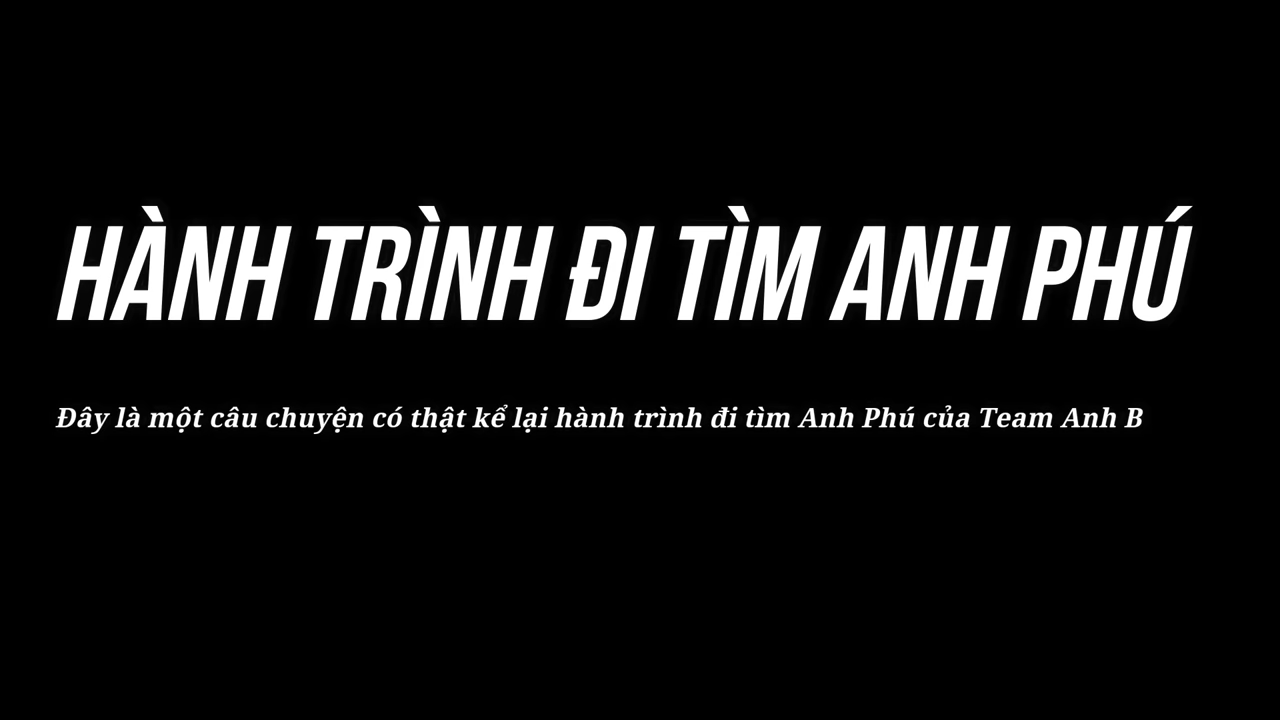 HÀNH TRÌNH ĐI TÌM ANH PHÚ
Đây là một câu chuyện có thật kể lại hành trình đi tìm Anh Phú của Team Anh B